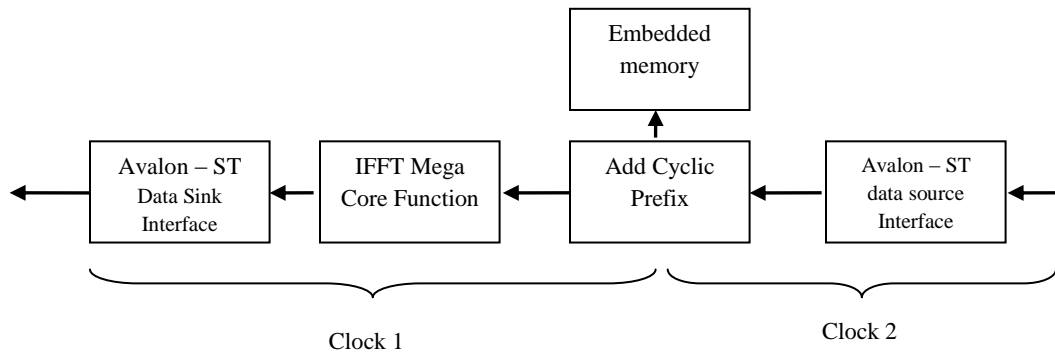 Embedded
memory
Avalon – ST
Data Sink
Interface
IFFT Mega
Core Function
Add Cyclic
Prefix
Avalon – ST
data source
Interface
Clock 1
Clock 2